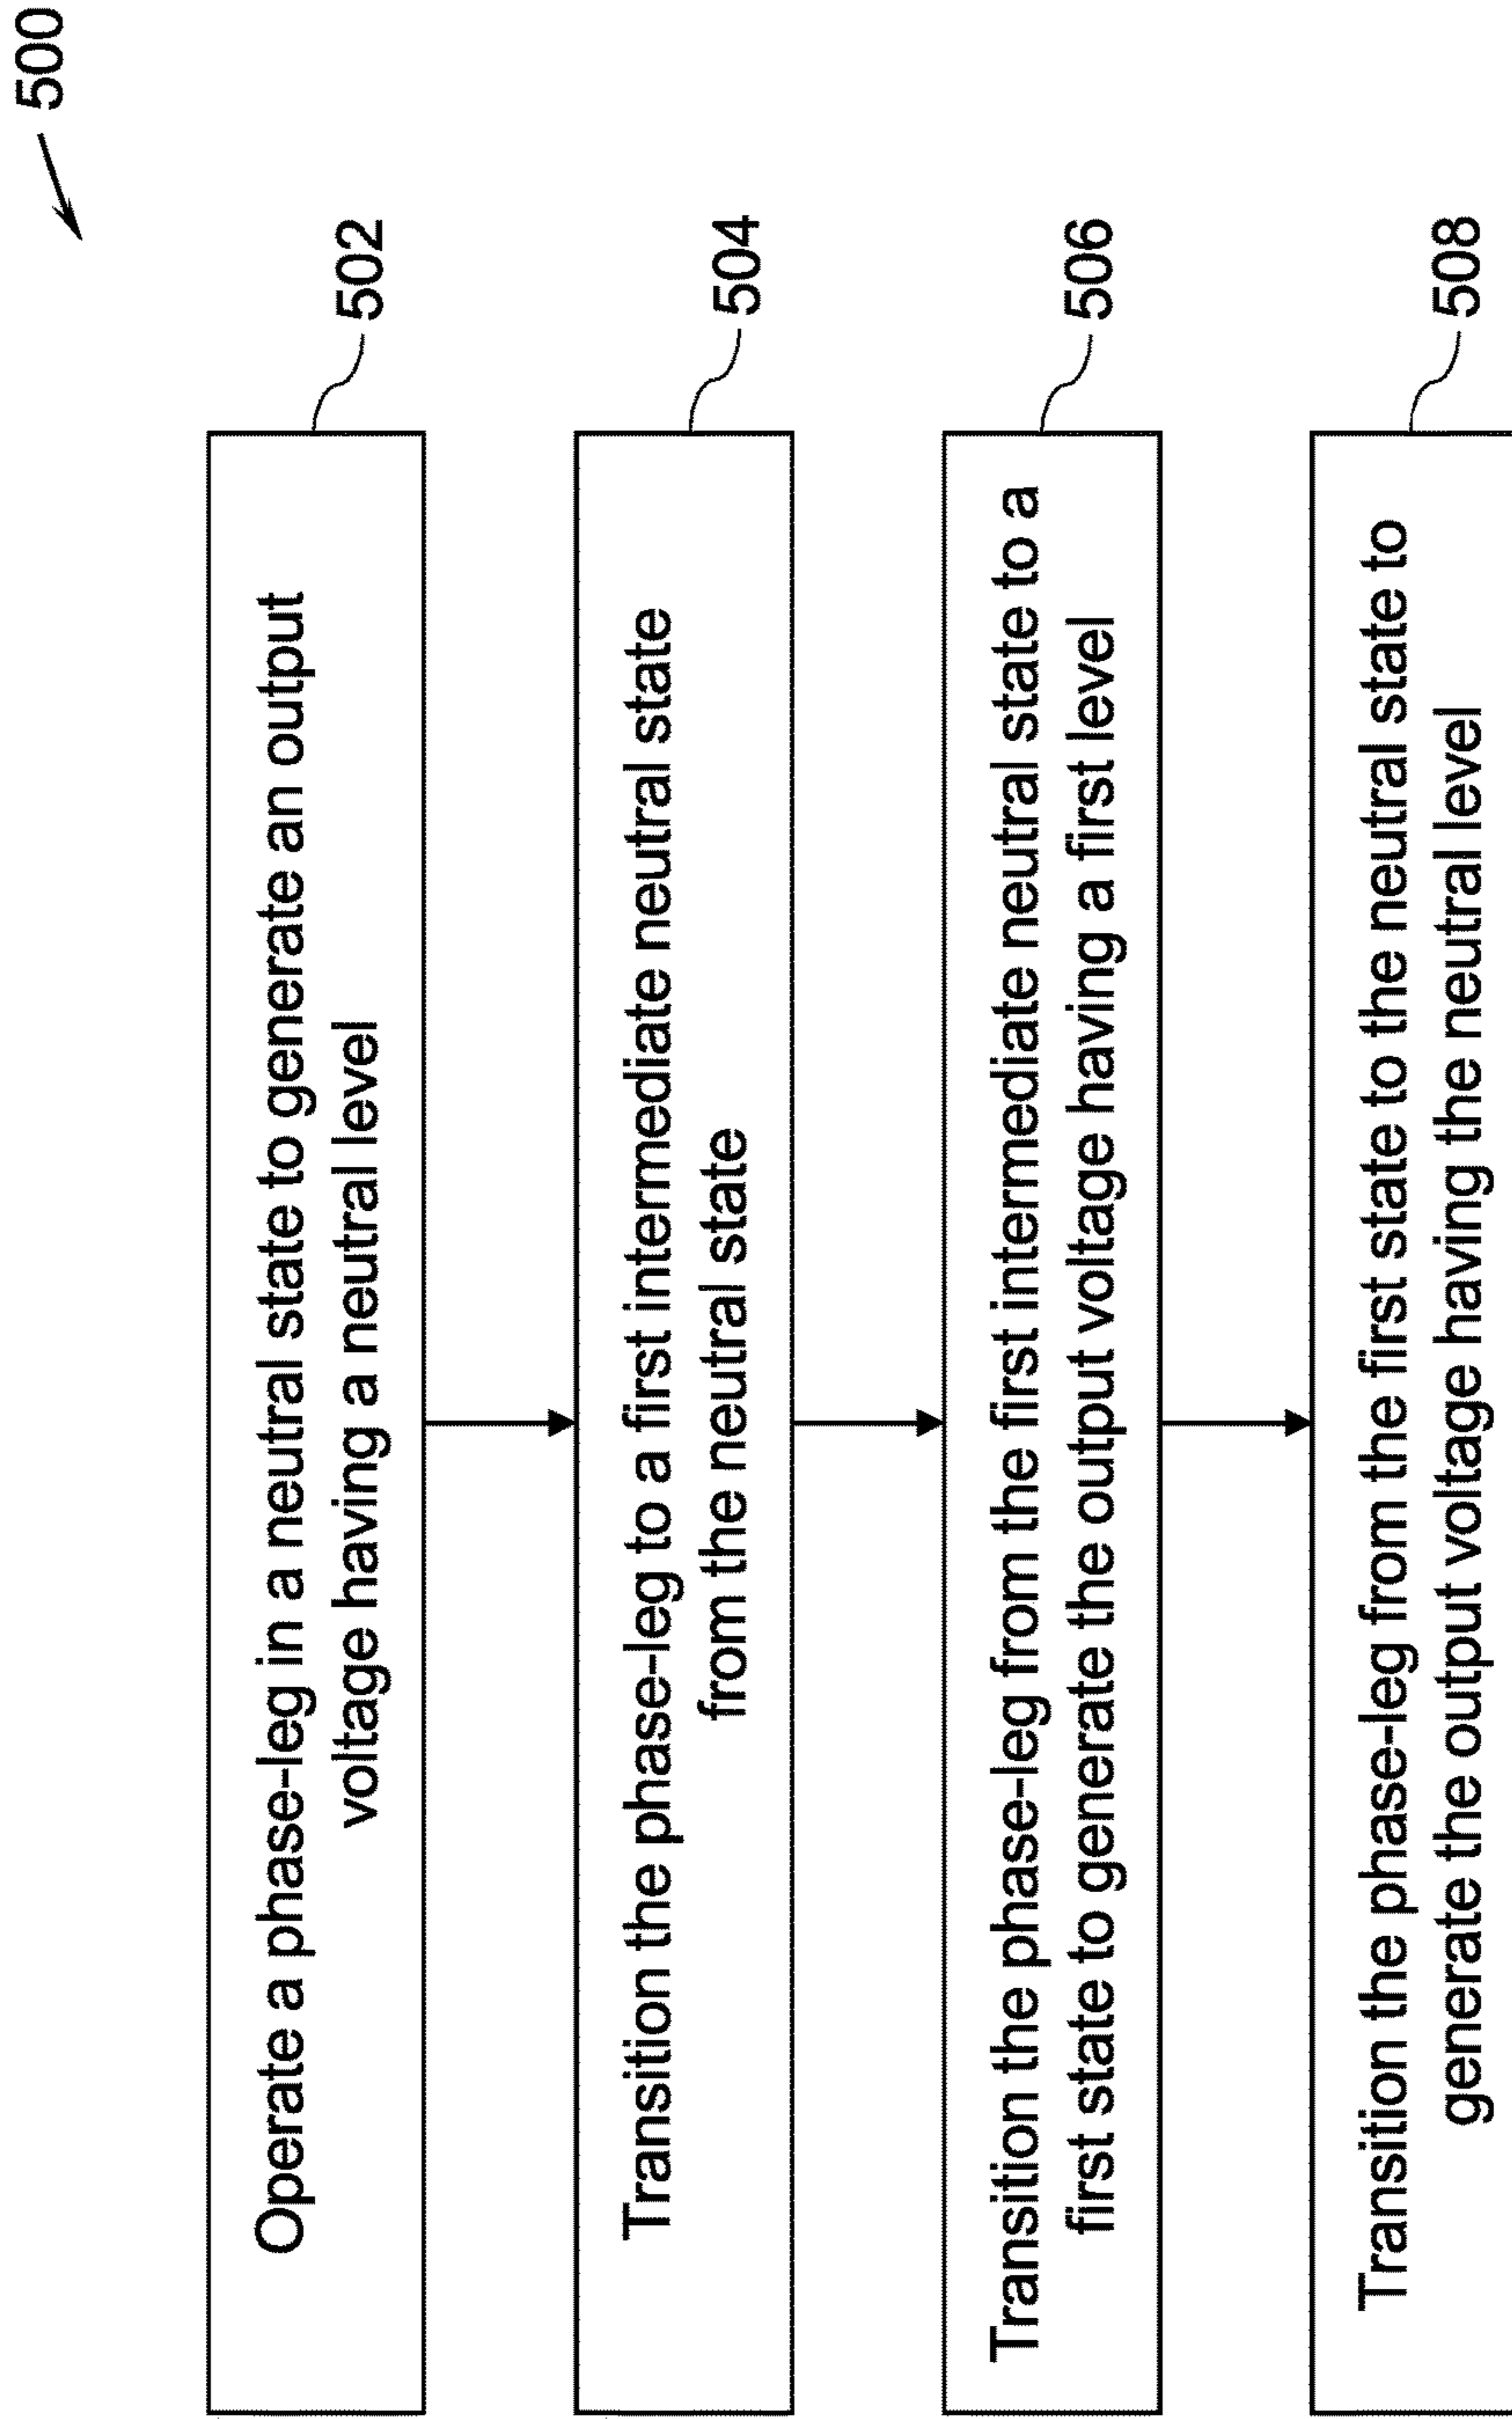 500
502
Operate a phase-leg in a neutral state to generate an output
voltage having a neutral level
504
Transition the phase-leg to a first intermediate neutral state
from the neutral state
506
Transition the phase-leg from the first intermediate neutral state to a
first state to generate the output voltage having a first level
508
Transition the phase-leg from the first state to the neutral state to
generate the output voltage having the neutral level